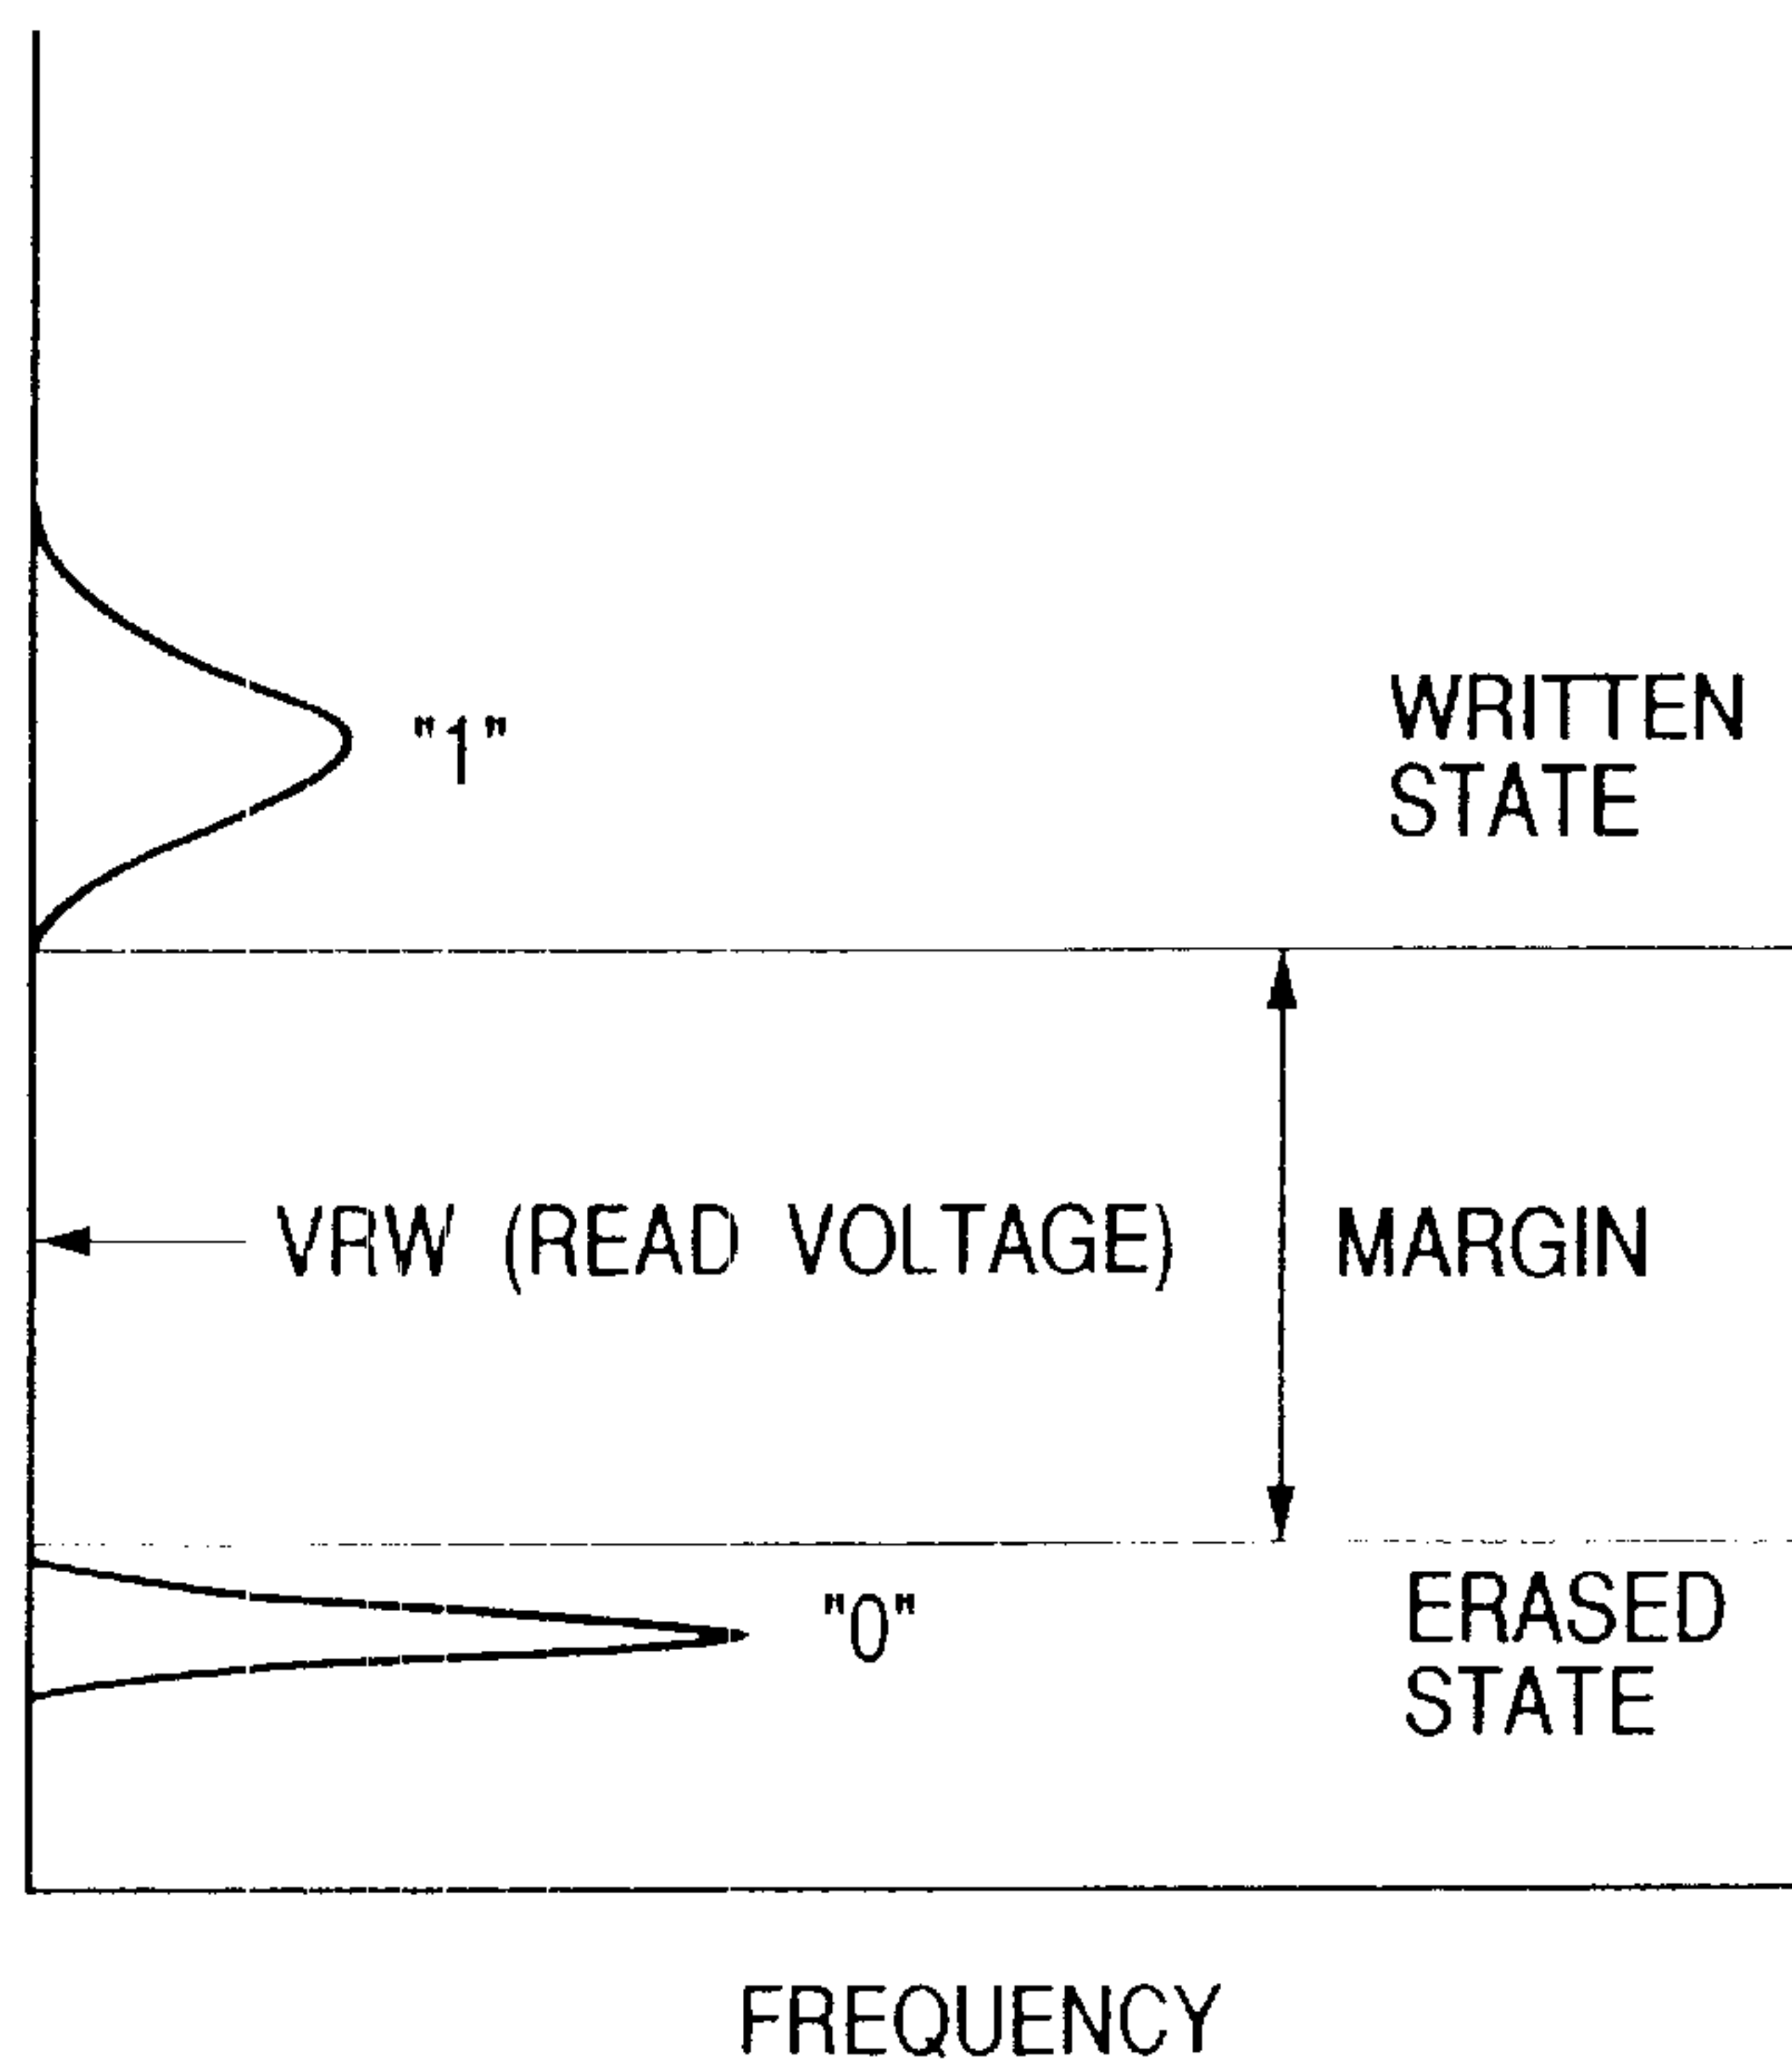 "1"
WRITTEN
STATE
VRW (READ VOLTAGE)
MARGIN
"0"
ERASED
STATE
FREQUENCY